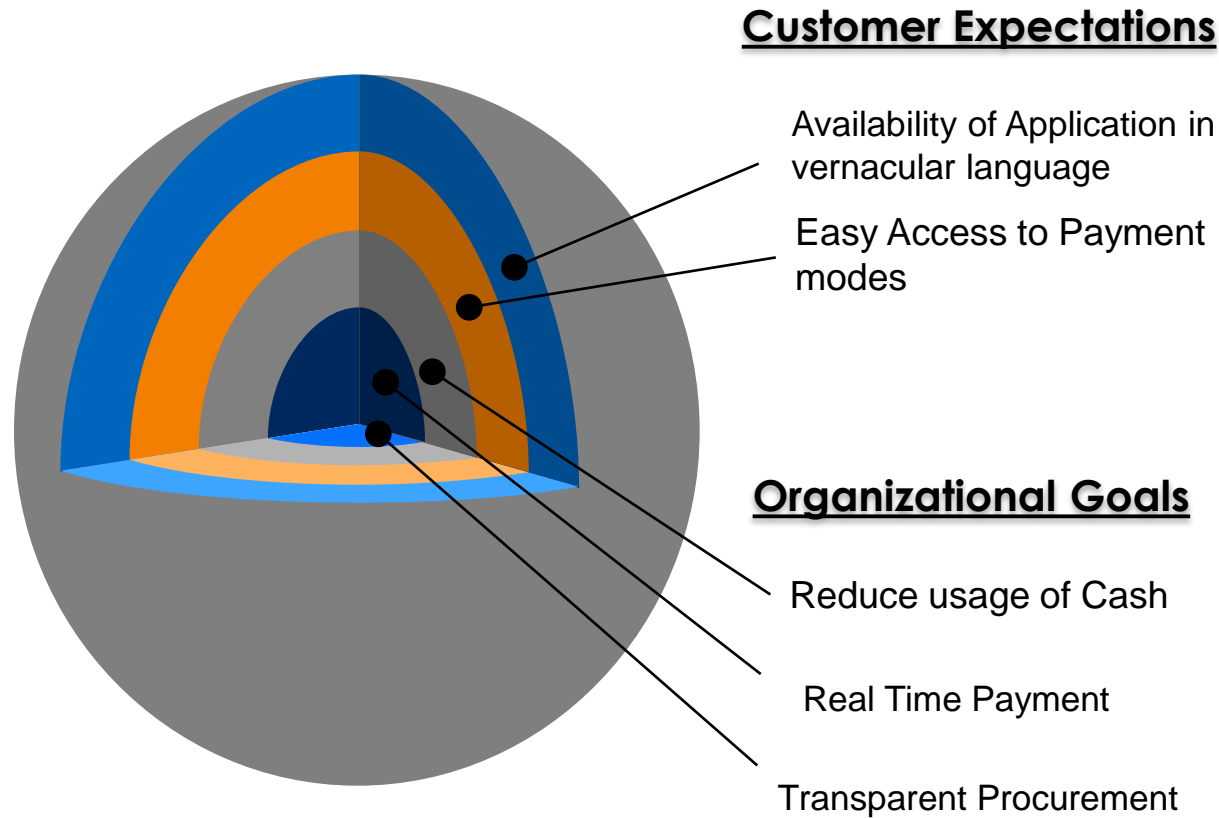 Customer Expectations
Availability of Application in
vernacular language
Easy Access to Payment
modes
Organizational Goals
Reduce usage of Cash
Real Time Payment
Transparent Procurement